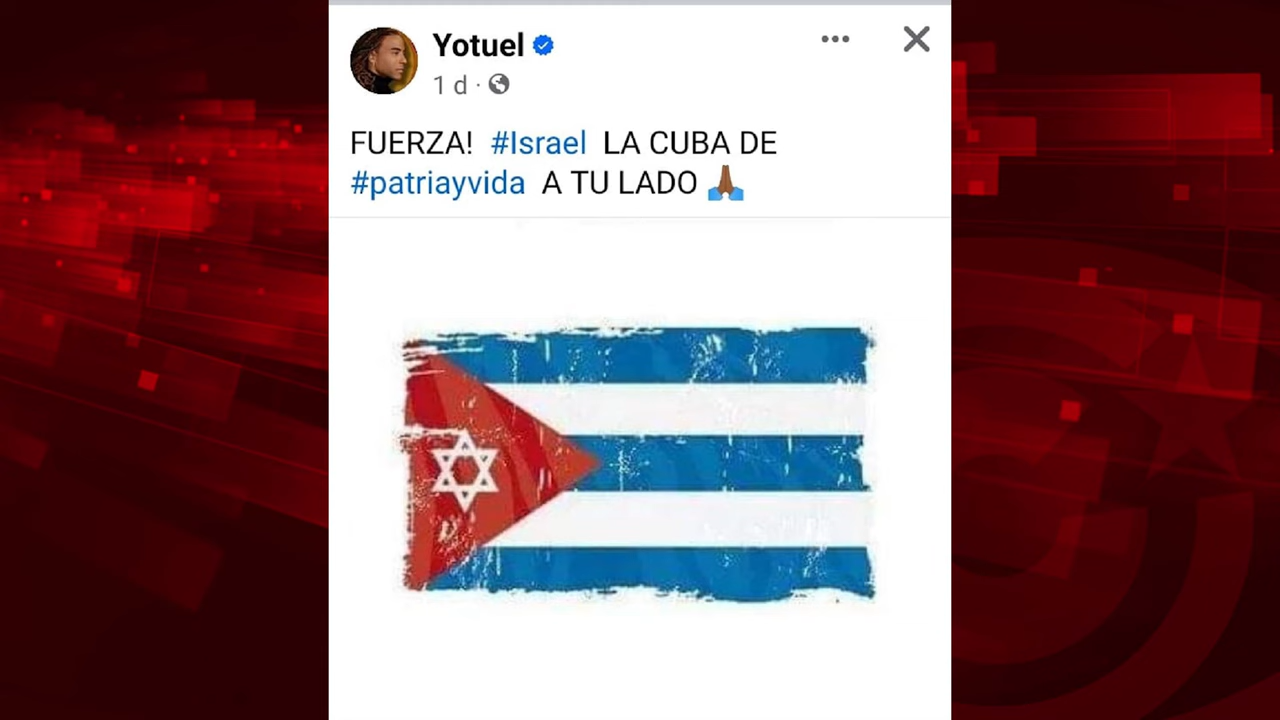 Yotuel
1 d ·
FUERZA! #Israel LA CUBA DE
#patriayvida A TU LADO 🙏🏾